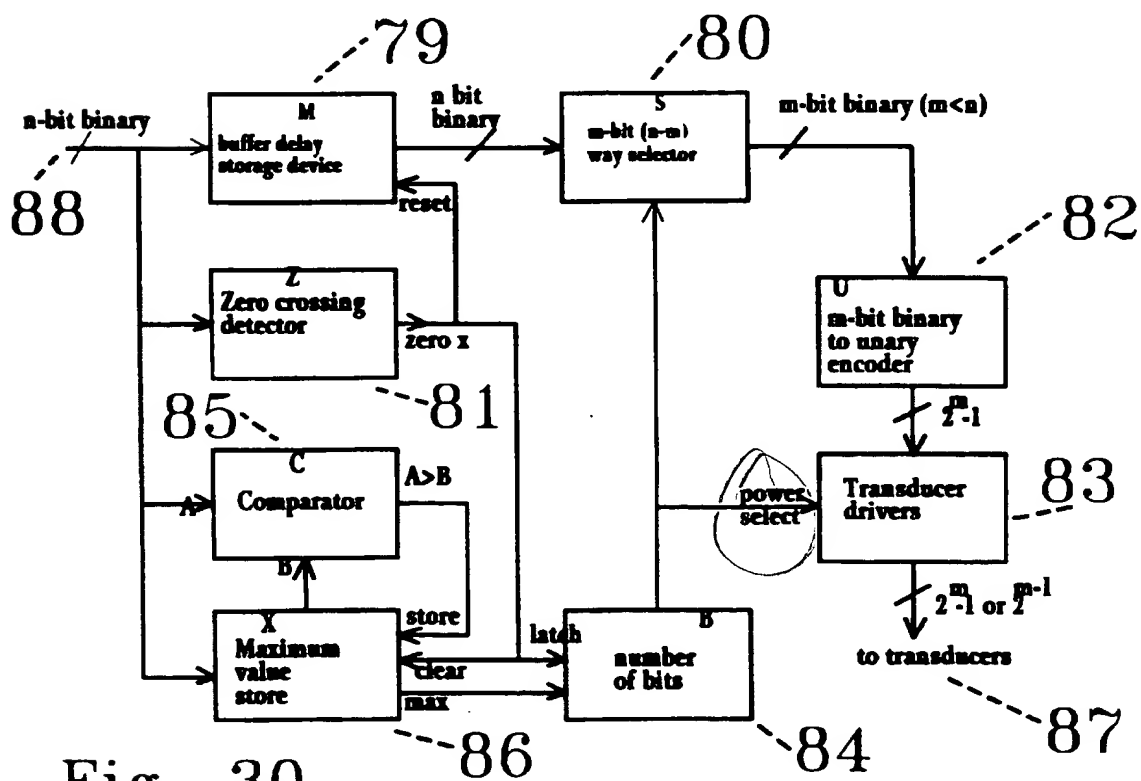 79
80
n-bit binary
M
buffer delay
storage device
n bit
binary
S
m-bit (n-m)
way selector
m-bit binary (m<n)
88
reset
82
Z
Zero crossing
detector
zero x
U
m-bit binary
to unary
encoder
81
2^m-1
85
C
Comparator
A
A>B
B
power
select
Transducer
drivers
83
X
Maximum
value
store
store
clear
max
latch
B
number
of bits
2^m-1 or 2^m-1
to transducers
86
84
87
Fig. 30